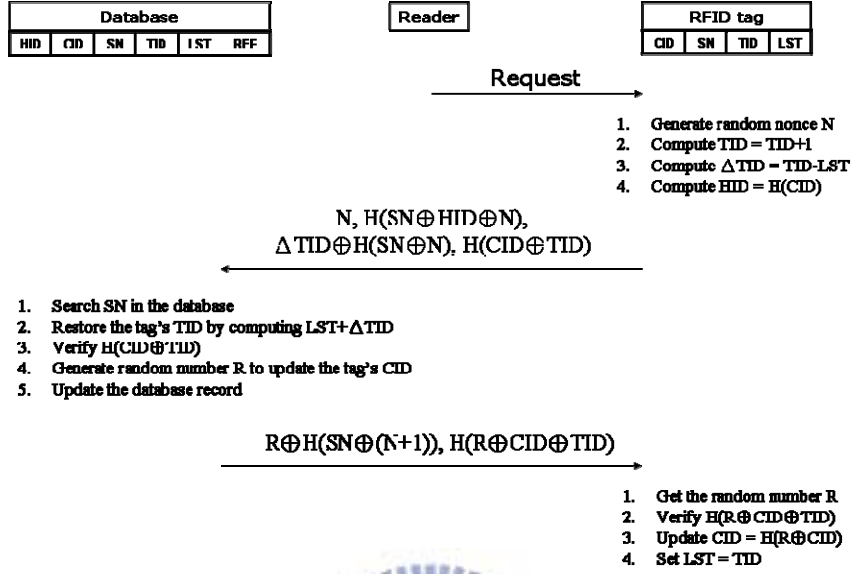 Database
HID CID SN TID LST REF
Reader
RFID tag
CID SN TID LST
Request
1. Generate random nonce N
2. Compute TID = TID+1
3. Compute ΔTID = TID-LST
4. Compute HID = H(CID)
N, H(SN⊕HID⊕N),
ΔTID⊕H(SN⊕N), H(CID⊕TID)
1. Search SN in the database
2. Restore the tag's TID by computing LST+ΔTID
3. Verify H(CID⊕TID)
4. Generate random number R to update the tag's CID
5. Update the database record
R⊕H(SN⊕(N+1)), H(R⊕CID⊕TID)
1. Get the random number R
2. Verify H(R⊕CID⊕TID)
3. Update CID = H(R⊕CID)
4. Set LST = TID